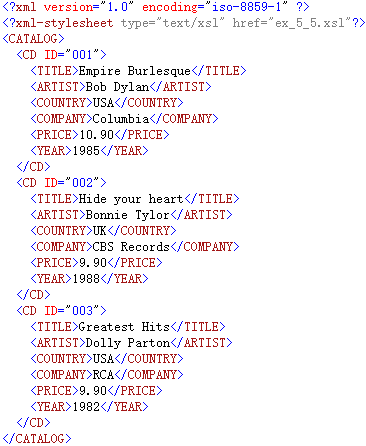 <?xml version="1.0" encoding="iso-8859-1" ?>
<?xml-stylesheet type="text/xsl" href="ex_5_5.xsl"?>
<CATALOG>
  <CD ID="001">
    <TITLE>Empire Burlesque</TITLE>
    <ARTIST>Bob Dylan</ARTIST>
    <COUNTRY>USA</COUNTRY>
    <COMPANY>Columbia</COMPANY>
    <PRICE>10.90</PRICE>
    <YEAR>1985</YEAR>
  </CD>
  <CD ID="002">
    <TITLE>Hide your heart</TITLE>
    <ARTIST>Bonnie Tylor</ARTIST>
    <COUNTRY>UK</COUNTRY>
    <COMPANY>CBS Records</COMPANY>
    <PRICE>9.90</PRICE>
    <YEAR>1988</YEAR>
  </CD>
  <CD ID="003">
    <TITLE>Greatest Hits</TITLE>
    <ARTIST>Dolly Parton</ARTIST>
    <COUNTRY>USA</COUNTRY>
    <COMPANY>RCA</COMPANY>
    <PRICE>9.90</PRICE>
    <YEAR>1982</YEAR>
  </CD>
</CATALOG>